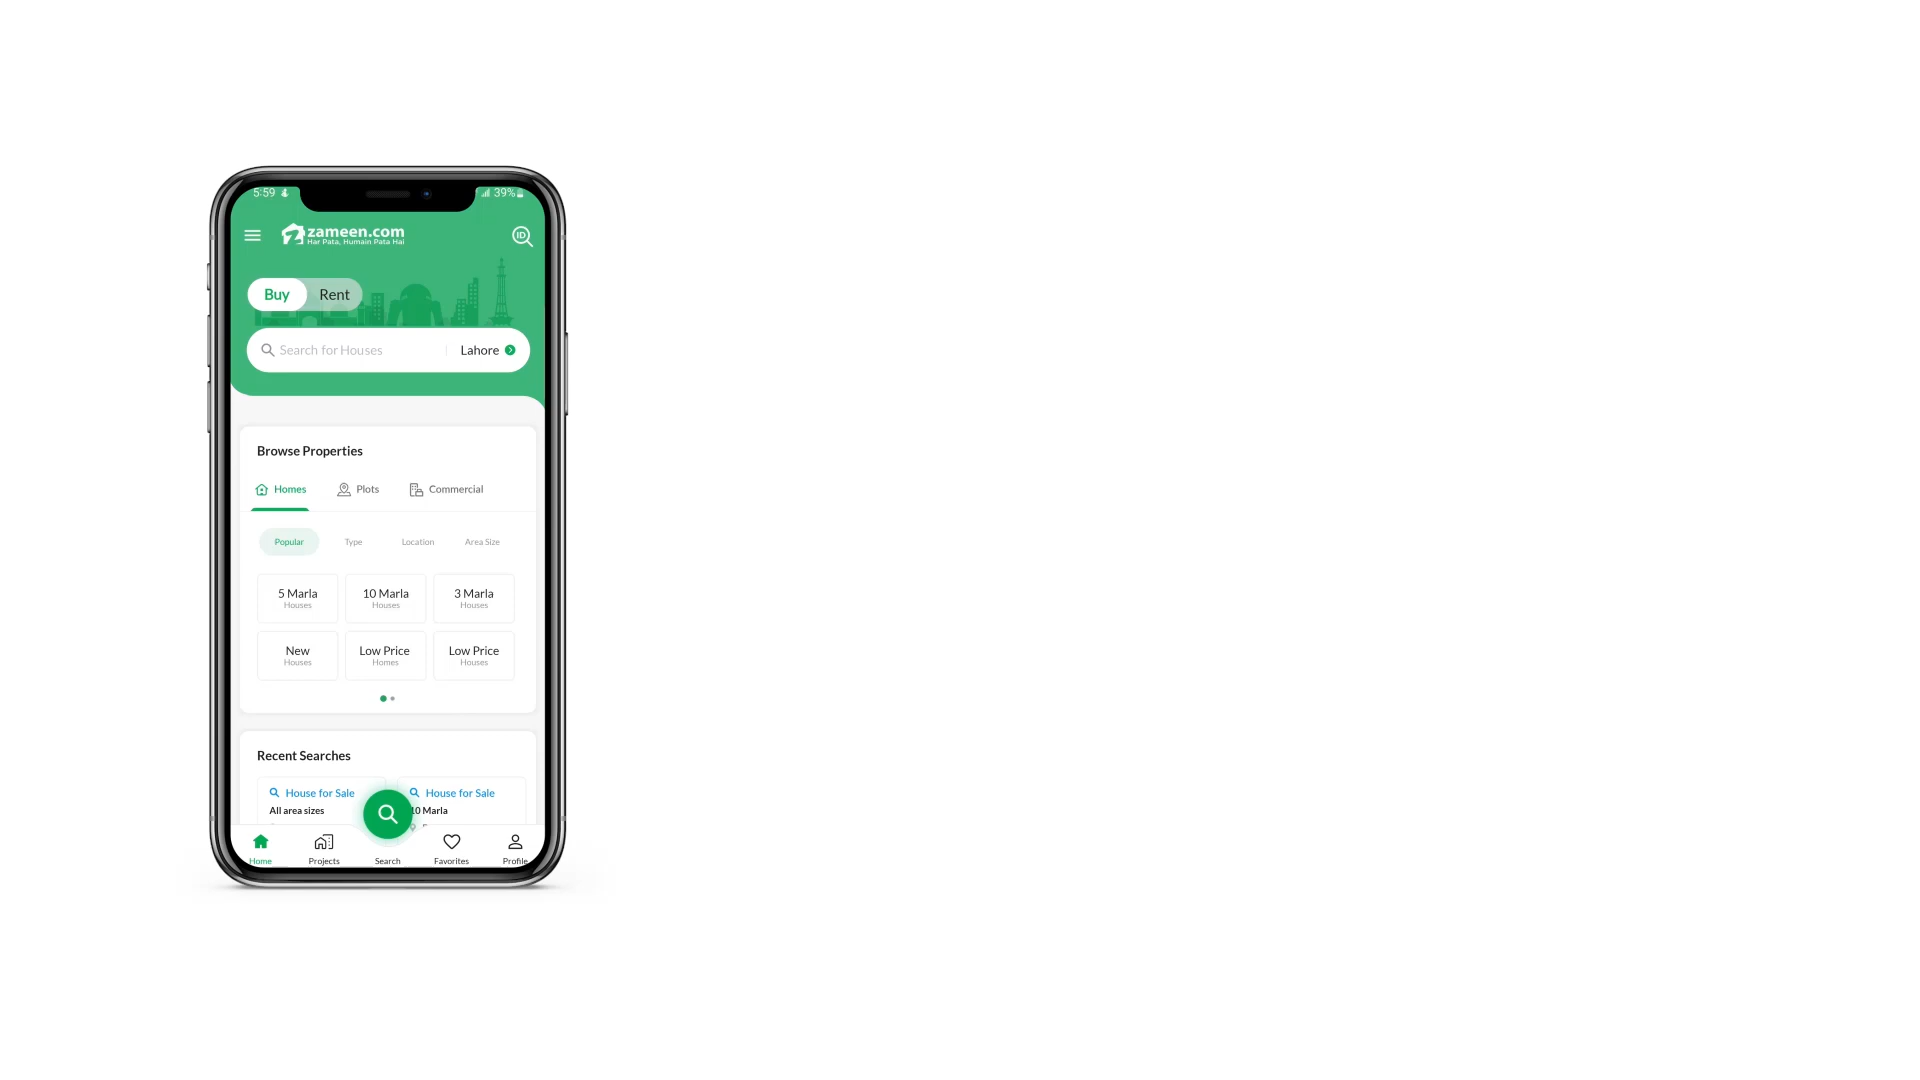 5:59
39%
zameen.com
Har Pata, Humain Pata Hai
ID
Buy Rent
Search for Houses Lahore
Browse Properties
Homes Plots Commercial
Popular Type Location Area Size
5 Marla 10 Marla 3 Marla
Houses Houses Houses
New Low Price Low Price
Houses Homes Houses
Recent Searches
House for Sale House for Sale
All area sizes 10 Marla
Home Projects Search Favorites Profile